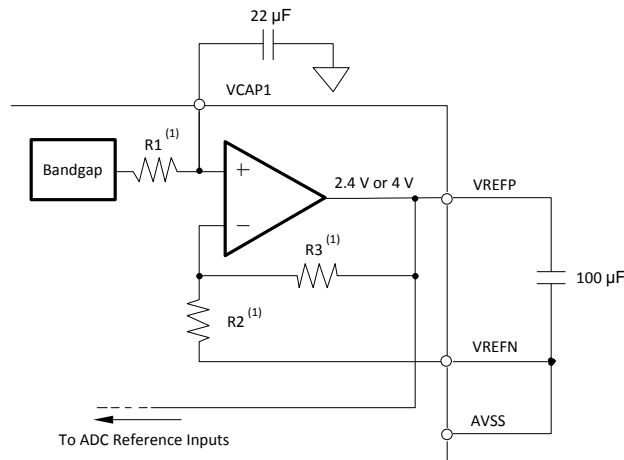 22 µF
VCAP1
R1 (1)
Bandgap
+
2.4 V or 4 V
VREFP
−
R3 (1)
100 µF
R2 (1)
VREFN
AVSS
To ADC Reference Inputs